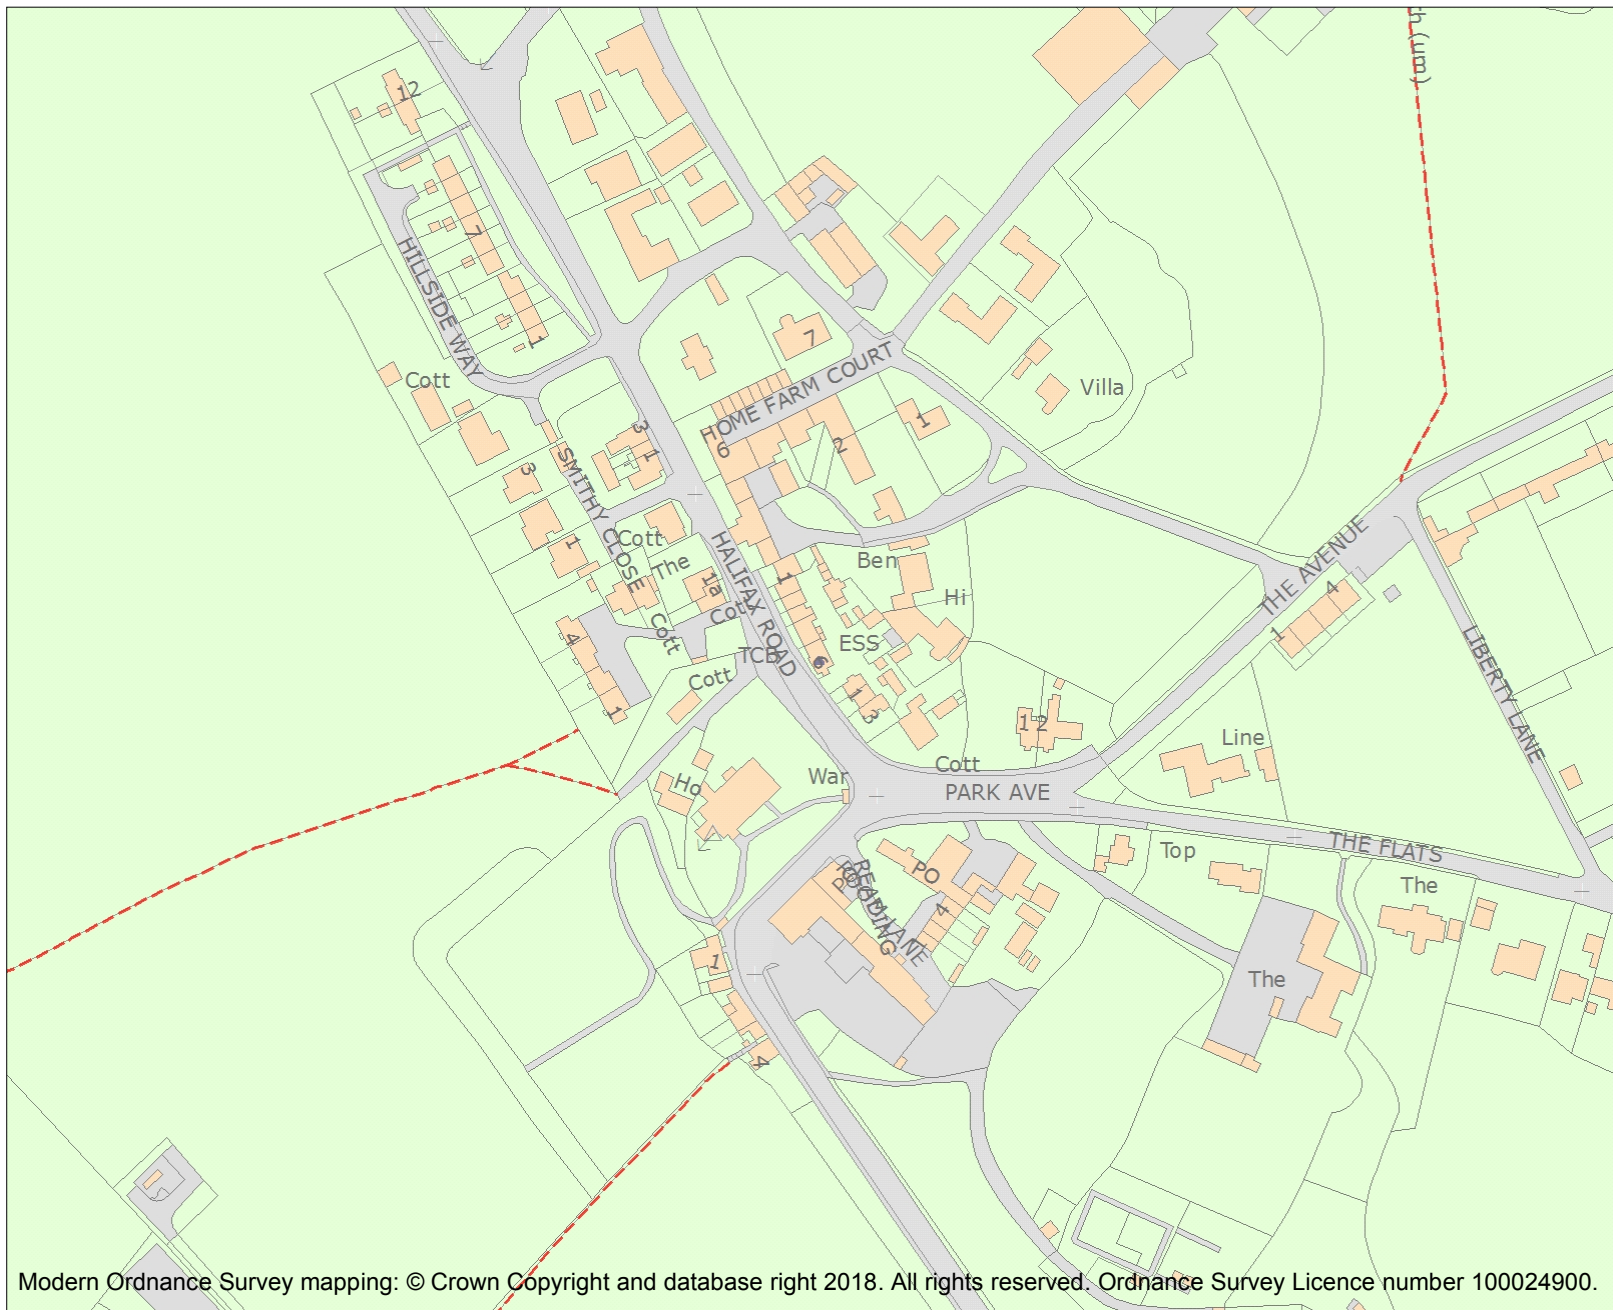 12
7
HILLSIDE WAY
1
Cott
7
HOME FARM COURT
6
2
1
Villa
3
1
SMITHY CLOSE
3
1
Cott
The
1a
HALIFAX ROAD
1
Ben
Hi
THE AVENUE
4
1
LIBERTY LANE
Cott
Cott
4
TCB
ESS
6
Cott
1
1
3
1 2
Line
Cott
PARK AVE
War
Ho
THE FLATS
Top
The
PO
4
READING
LANE
1
The
4
Modern Ordnance Survey mapping: © Crown Copyright and database right 2018. All rights reserved. Ordnance Survey Licence number 100024900.